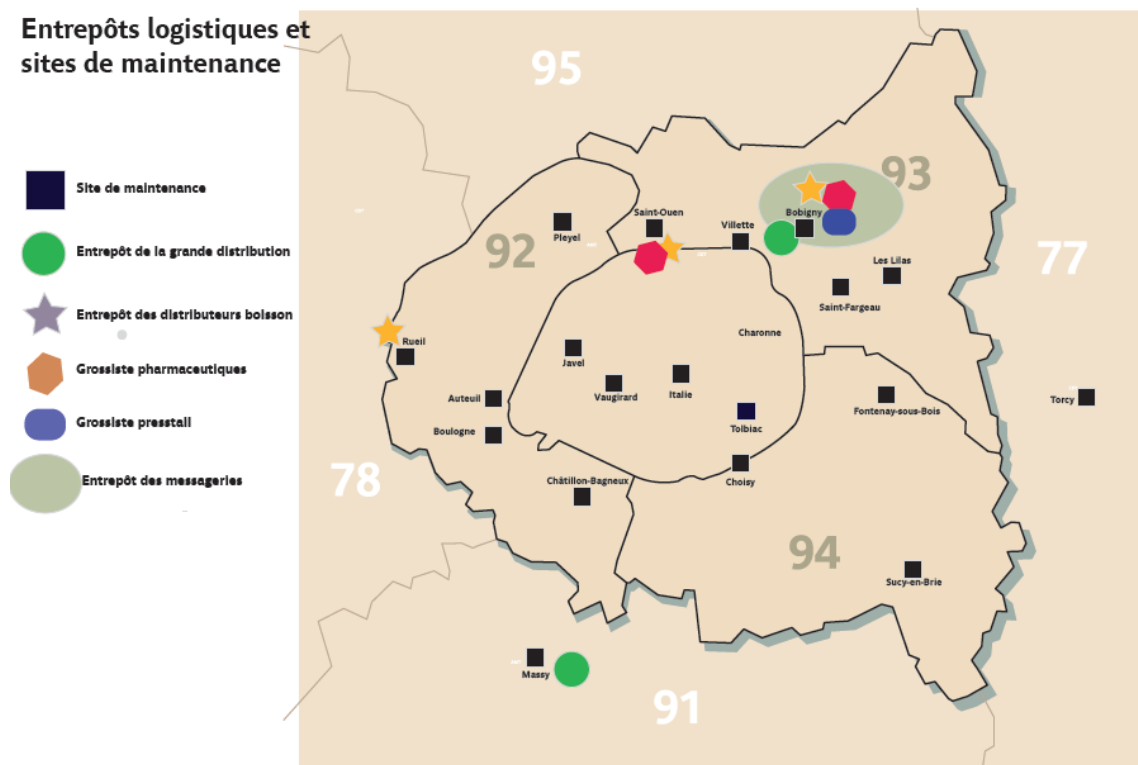 Entrepôts logistiques et
sites de maintenance
Site de maintenance
Entrepôt de la grande distribution
Entrepôt des distributeurs boisson
Grossiste pharmaceutiques
Grossiste presstall
Entrepôt des messageries
95
93
92
77
78
94
91
Saint-Ouen
Pleyel
Villette
Bobigny
Les Lilas
Saint-Fargeau
Rueil
Charonne
Javel
Vaugirard
Italie
Auteuil
Boulogne
Tolbiac
Fontenay-sous-Bois
Torcy
Choisy
Châtillon-Bagneux
Sucy-en-Brie
Massy